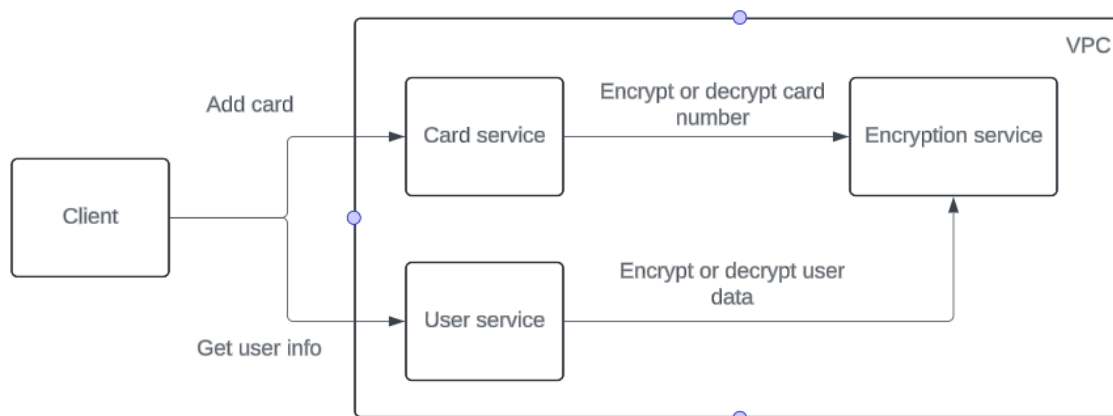 VPC
Add card
Encrypt or decrypt card
number
Card service
Encryption service
Client
Encrypt or decrypt user
data
User service
Get user info